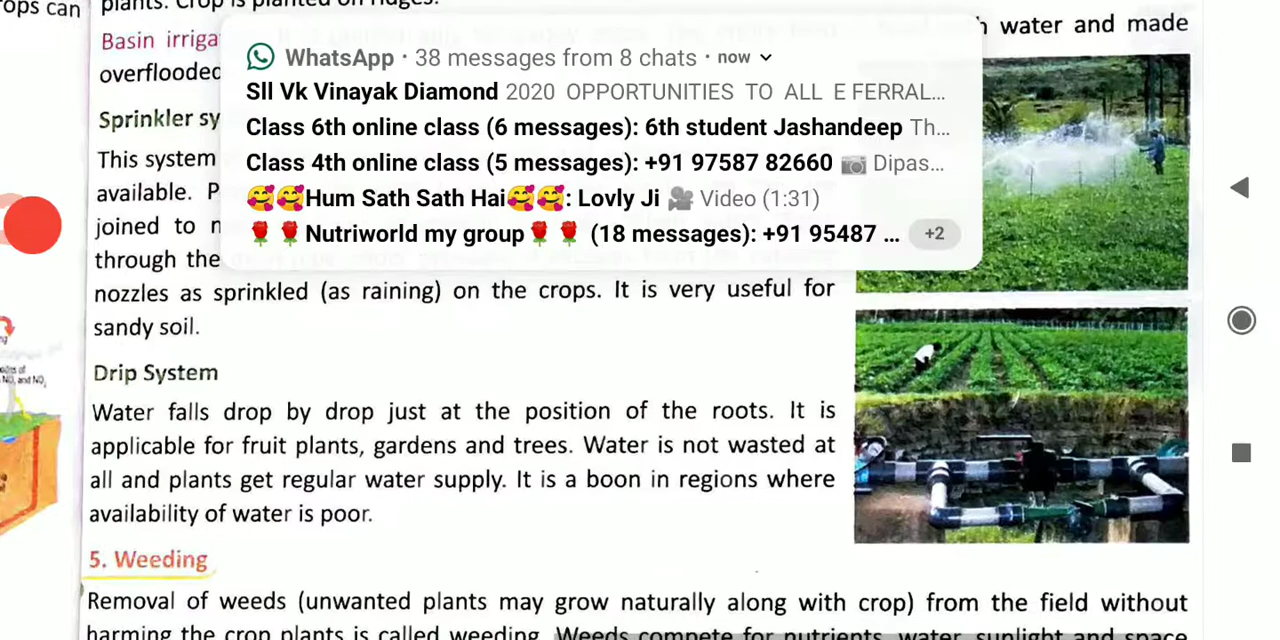 ops can
plants. Crop is planted on ridges.
Basin irriga
h water and made
overflooded
WhatsApp · 38 messages from 8 chats · now
Sll Vk Vinayak Diamond 2020 OPPORTUNITIES TO ALL E FERRAL...
Class 6th online class (6 messages): 6th student Jashandeep Th...
Class 4th online class (5 messages): +91 97587 82660 📷 Dipas...
🥰🥰Hum Sath Sath Hai🥰🥰: Lovly Ji 🎥 Video (1:31)
🌹🌹Nutriworld my group🌹🌹 (18 messages): +91 95487 ... +2
Sprinkler sy
This system
available. P
joined to n
through the
nozzles as sprinkled (as raining) on the crops. It is very useful for
sandy soil.
Drip System
Water falls drop by drop just at the position of the roots. It is
applicable for fruit plants, gardens and trees. Water is not wasted at
all and plants get regular water supply. It is a boon in regions where
availability of water is poor.
5. Weeding
Removal of weeds (unwanted plants may grow naturally along with crop) from the field without
harming the crop plants is called weeding. Weeds compete for nutrients, water, sunlight and space